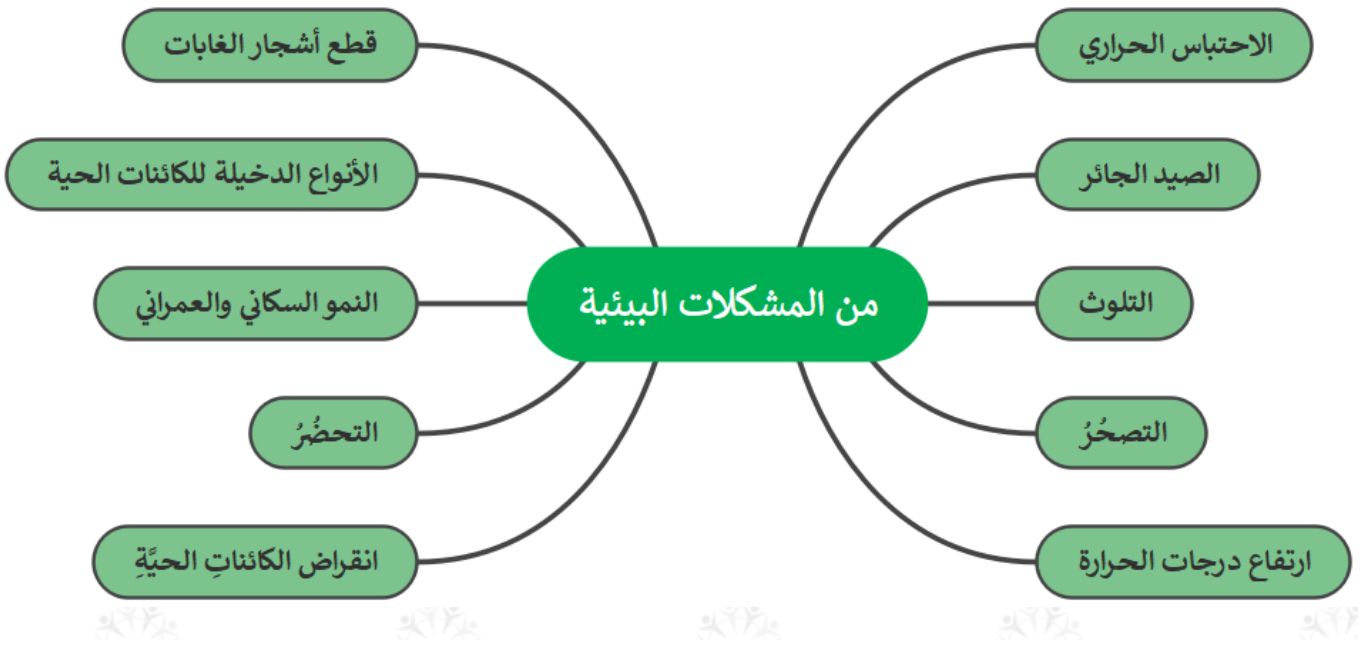 من المشكلات البيئية
الاحتباس الحراري
الصيد الجائر
التلوث
التصحُرُ
ارتفاع درجات الحرارة
قطع أشجار الغابات
الأنواع الدخيلة للكائنات الحية
النمو السكاني والعمراني
التحضُرُ
انقراض الكائناتِ الحيَّةِ